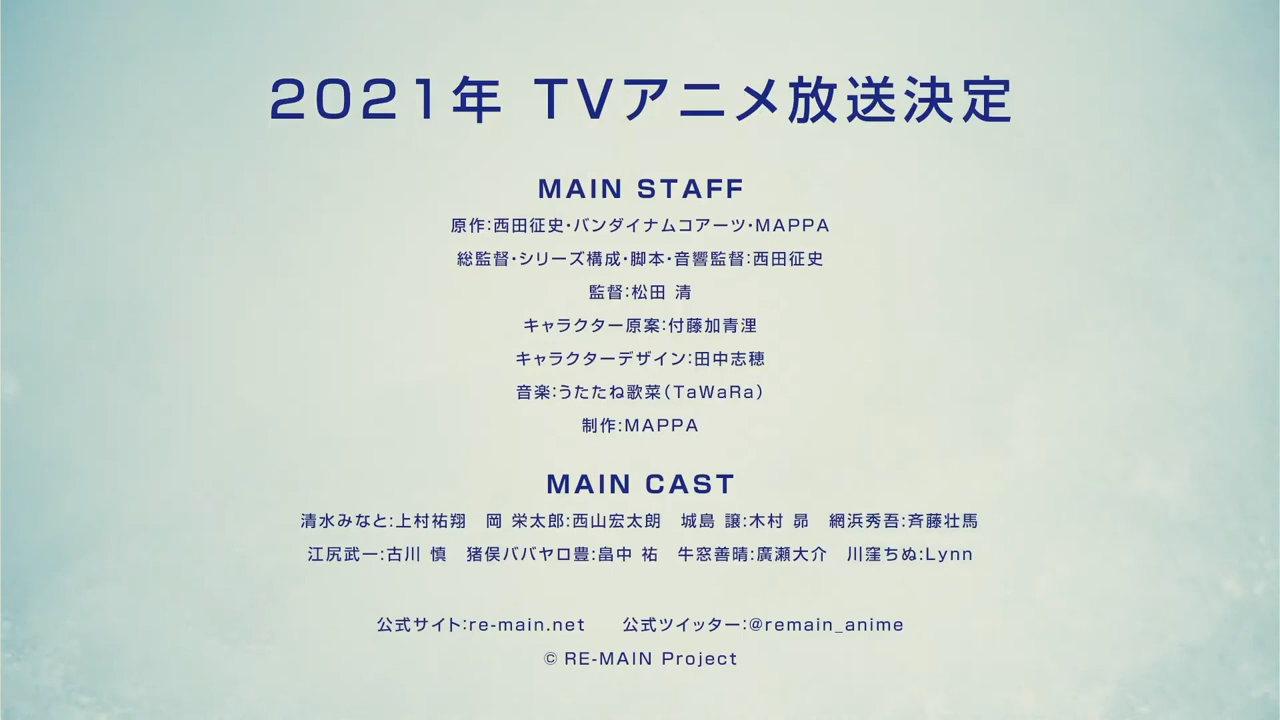 2021年 TVアニメ放送決定
MAIN STAFF
原作:西田征史・バンダイナムコアーツ・MAPPA
総監督・シリーズ構成・脚本・音響監督:西田征史
監督:松田 清
キャラクター原案:付藤加青浬
キャラクターデザイン:田中志穂
音楽:うたたね歌菜(TaWaRa)
制作:MAPPA
MAIN CAST
清水みなと:上村祐翔 岡 栄太郎:西山宏太朗 城島 譲:木村 昴 網浜秀吾:斉藤壮馬
江尻武一:古川 慎 猪俣ババヤロ豊:畠中 祐 牛窓善晴:廣瀬大介 川窪ちぬ:Lynn
公式サイト:re-main.net 公式ツイッター:@remain_anime
© RE-MAIN Project